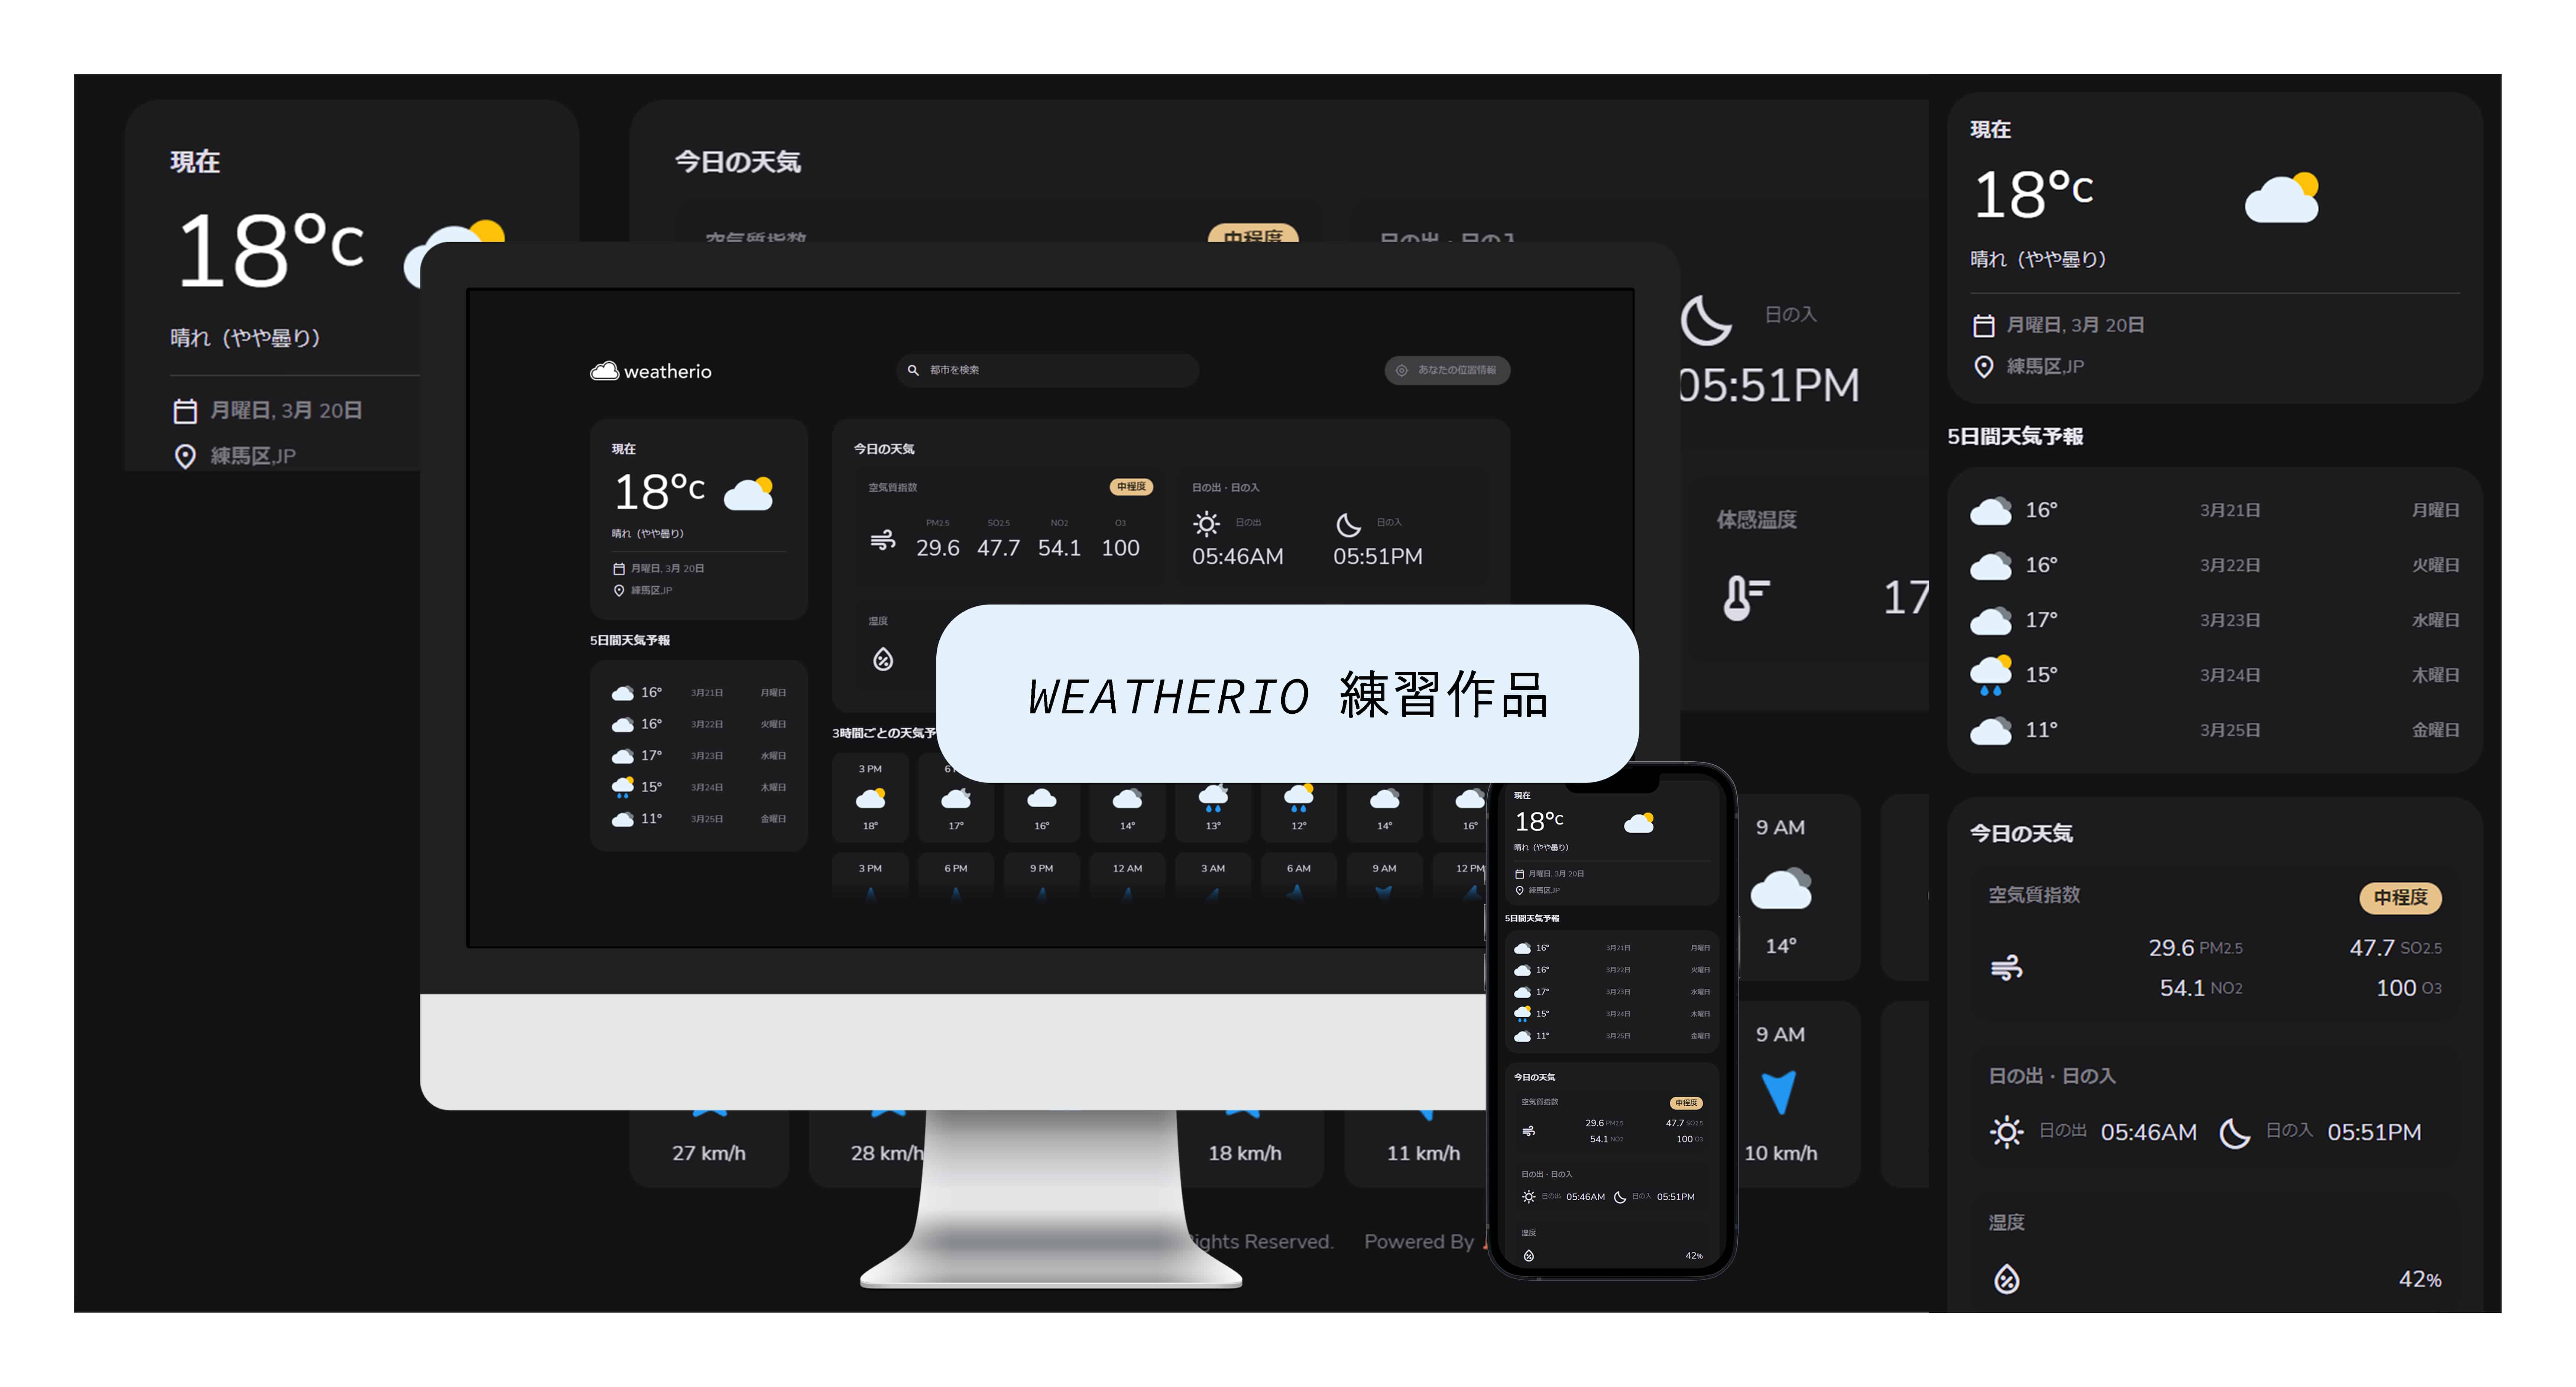 現在
18°c
晴れ（やや曇り）
月曜日, 3月 20日
練馬区,JP
今日の天気
空気質指数
中程度
日の出・日の入
日の入
05:51PM
体感温度
17
9 AM
14°
9 AM
27 km/h
28 km/h
18 km/h
11 km/h
10 km/h
Rights Reserved.
Powered By
weatherio
都市を検索
あなたの位置情報
現在
18°c
晴れ（やや曇り）
月曜日, 3月 20日
練馬区,JP
5日間天気予報
16° 3月21日 月曜日
16° 3月22日 火曜日
17° 3月23日 水曜日
15° 3月24日 木曜日
11° 3月25日 金曜日
今日の天気
空気質指数
中程度
PM2.5 SO2.5 NO2 O3
29.6 47.7 54.1 100
日の出・日の入
日の出
05:46AM
日の入
05:51PM
湿度
3時間ごとの天気予
3 PM
18° 17° 16° 14° 13° 12° 14° 16°
3 PM 6 PM 9 PM 12 AM 3 AM 6 AM 9 AM 12 PM
WEATHERIO 練習作品
現在
18°c
晴れ（やや曇り）
月曜日, 3月 20日
練馬区,JP
5日間天気予報
16° 3月21日 月曜日
16° 3月22日 火曜日
17° 3月23日 水曜日
15° 3月24日 木曜日
11° 3月25日 金曜日
今日の天気
空気質指数
中程度
29.6 PM2.5 47.7 SO2.5
54.1 NO2 100 O3
日の出・日の入
日の出 05:46AM 日の入 05:51PM
湿度
42%
現在
18°c
晴れ（やや曇り）
月曜日, 3月 20日
練馬区,JP
5日間天気予報
16° 3月21日 月曜日
16° 3月22日 火曜日
17° 3月23日 水曜日
15° 3月24日 木曜日
11° 3月25日 金曜日
今日の天気
空気質指数
中程度
29.6 PM2.5 47.7 SO2.5
54.1 NO2 100 O3
日の出・日の入
日の出 05:46AM 日の入 05:51PM
湿度
42%